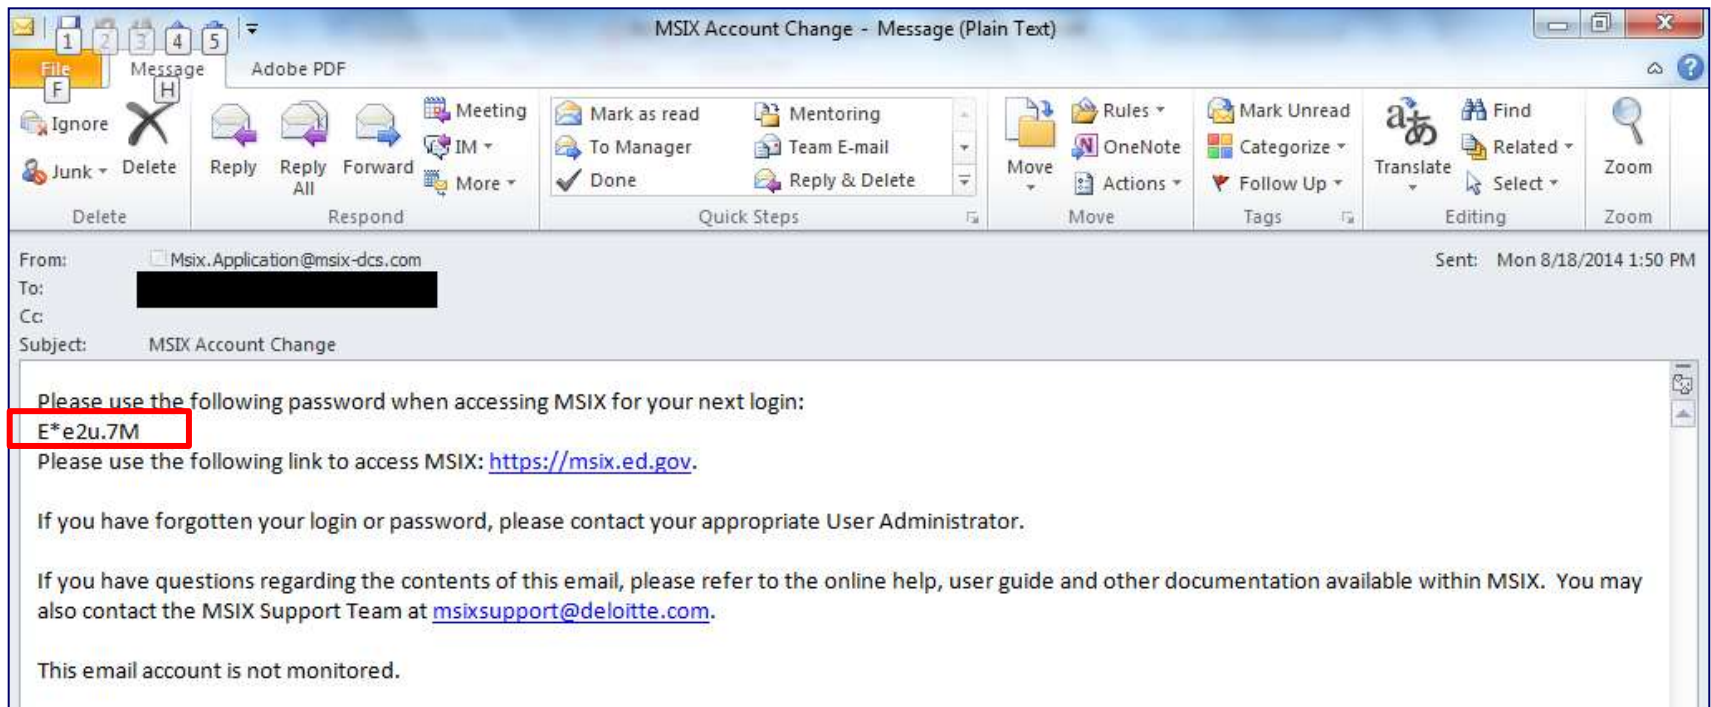 1 2 3 4 5
MSIX Account Change - Message (Plain Text)
File Message Adobe PDF
F H
Ignore
Junk
Delete
Reply
Reply All
Forward
Meeting
IM
More
Mark as read
To Manager
Done
Mentoring
Team E-mail
Reply & Delete
Move
Rules
OneNote
Actions
Mark Unread
Categorize
Follow Up
Translate
Find
Related
Select
Zoom
Delete Respond Quick Steps Move Tags Editing Zoom
From: Msix.Application@msix-dcs.com Sent: Mon 8/18/2014 1:50 PM
To:
Cc:
Subject: MSIX Account Change
Please use the following password when accessing MSIX for your next login:
E*e2u.7M
Please use the following link to access MSIX: https://msix.ed.gov.
If you have forgotten your login or password, please contact your appropriate User Administrator.
If you have questions regarding the contents of this email, please refer to the online help, user guide and other documentation available within MSIX. You may
also contact the MSIX Support Team at msixsupport@deloitte.com.
This email account is not monitored.